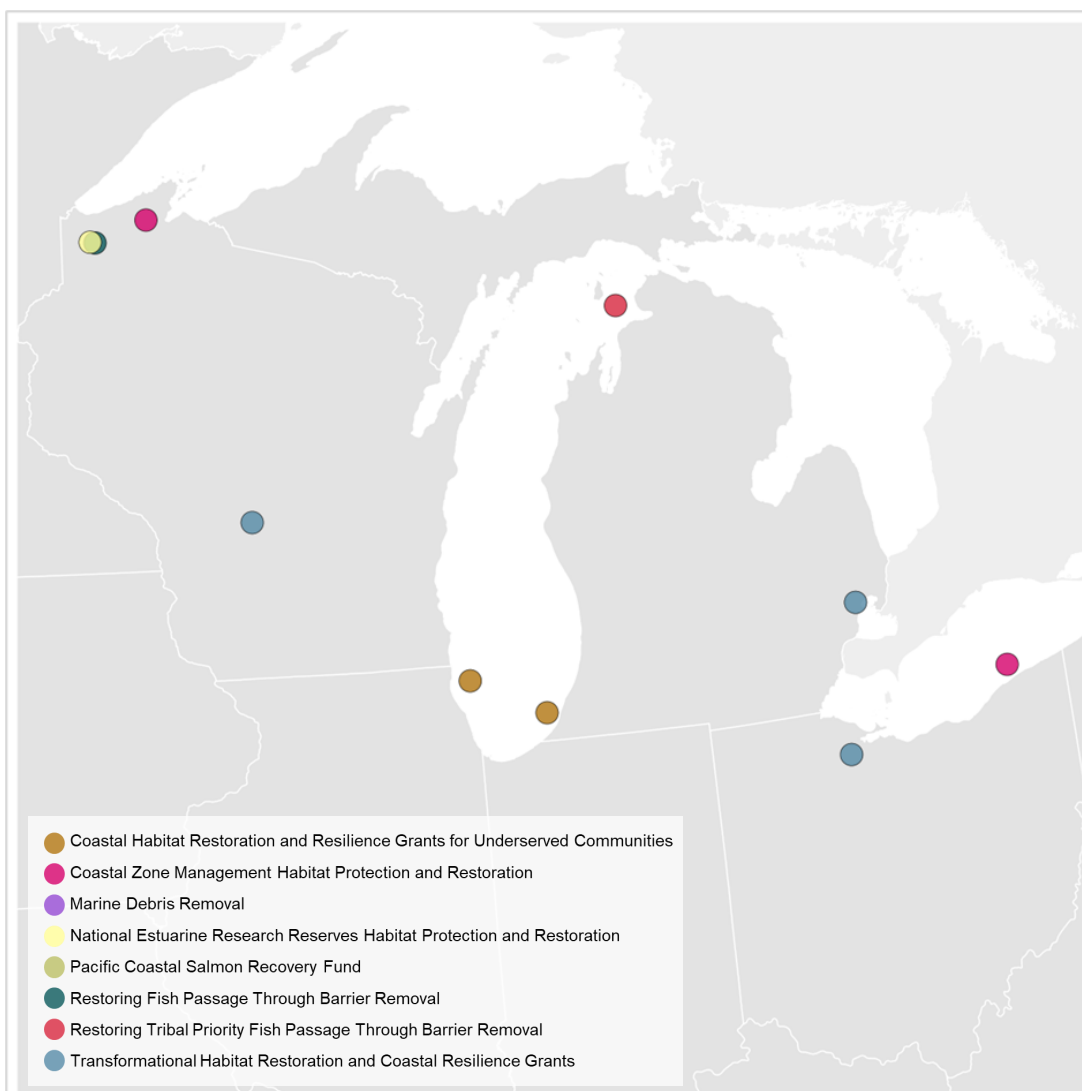 Coastal Habitat Restoration and Resilience Grants for Underserved Communities
Coastal Zone Management Habitat Protection and Restoration
Marine Debris Removal
National Estuarine Research Reserves Habitat Protection and Restoration
Pacific Coastal Salmon Recovery Fund
Restoring Fish Passage Through Barrier Removal
Restoring Tribal Priority Fish Passage Through Barrier Removal
Transformational Habitat Restoration and Coastal Resilience Grants